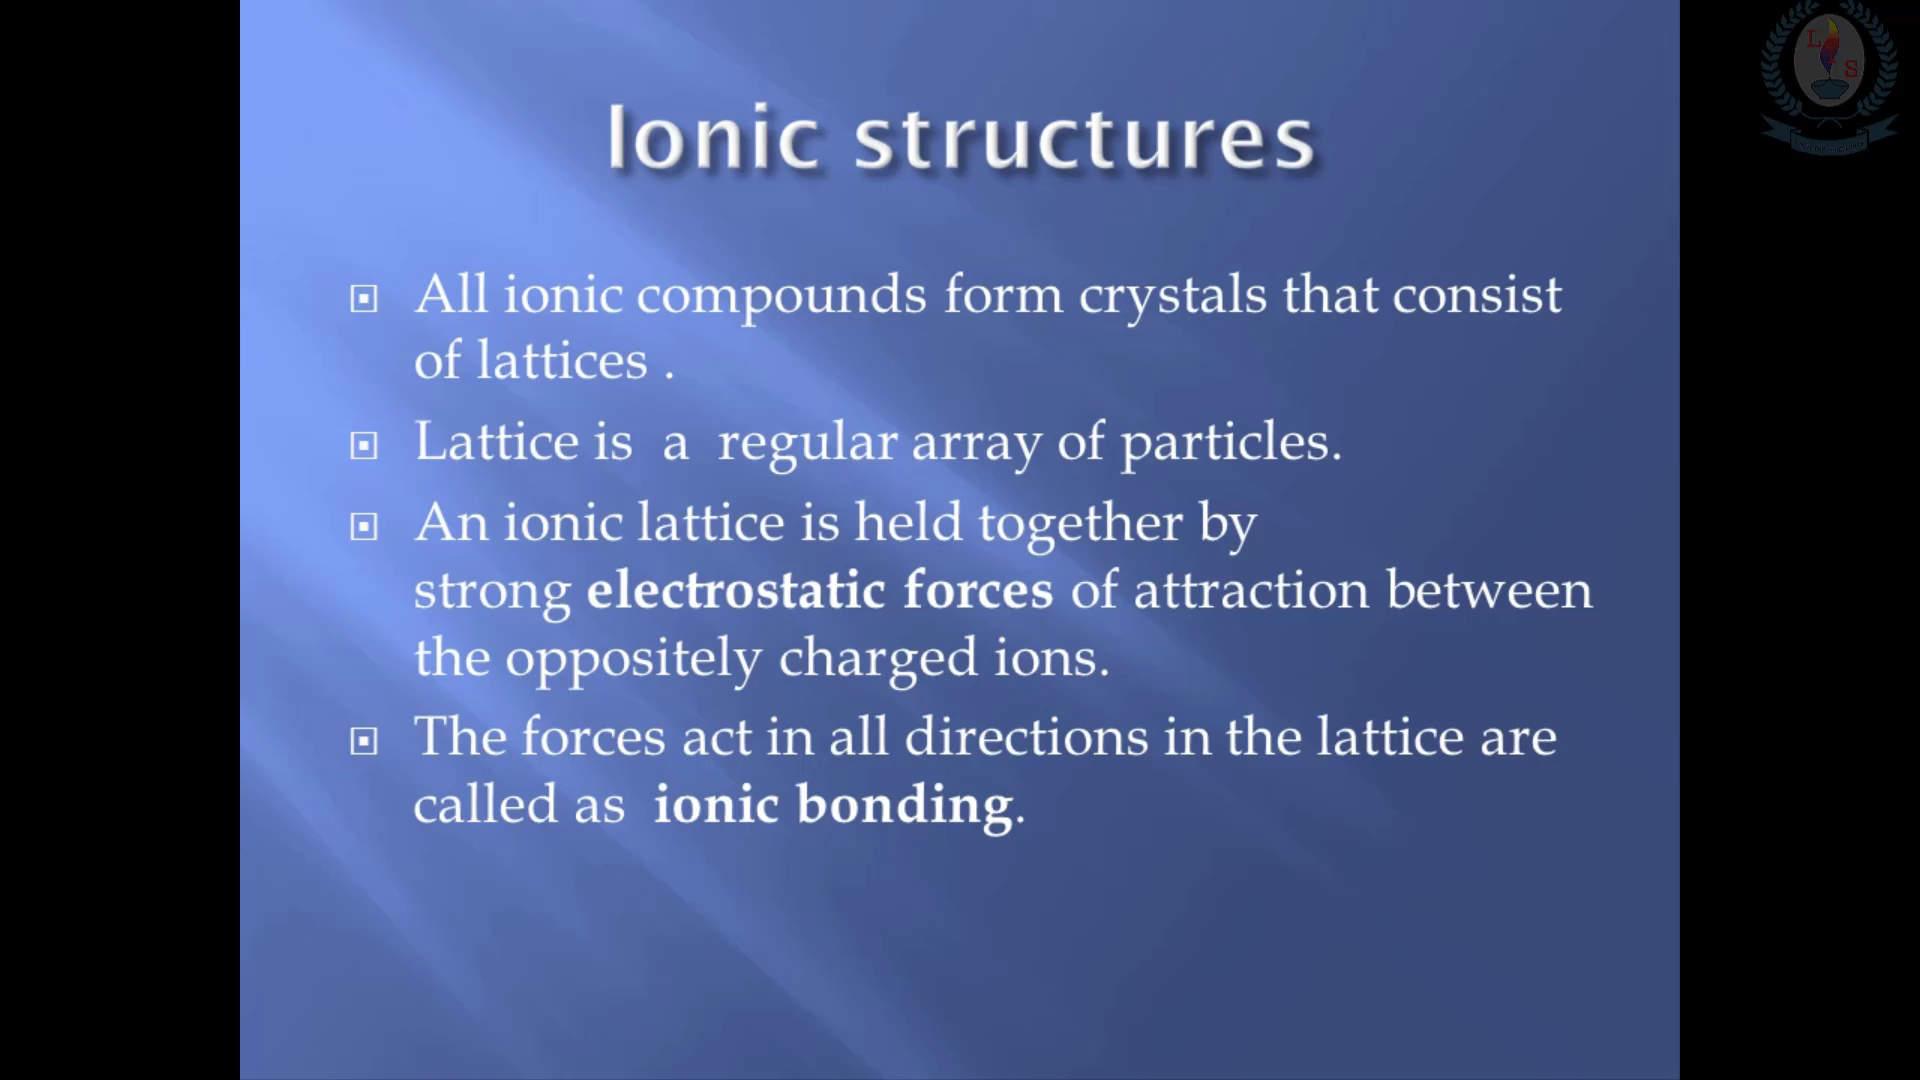 Ionic structures
All ionic compounds form crystals that consist
of lattices .
Lattice is a regular array of particles.
An ionic lattice is held together by
strong electrostatic forces of attraction between
the oppositely charged ions.
The forces act in all directions in the lattice are
called as ionic bonding.
L
S